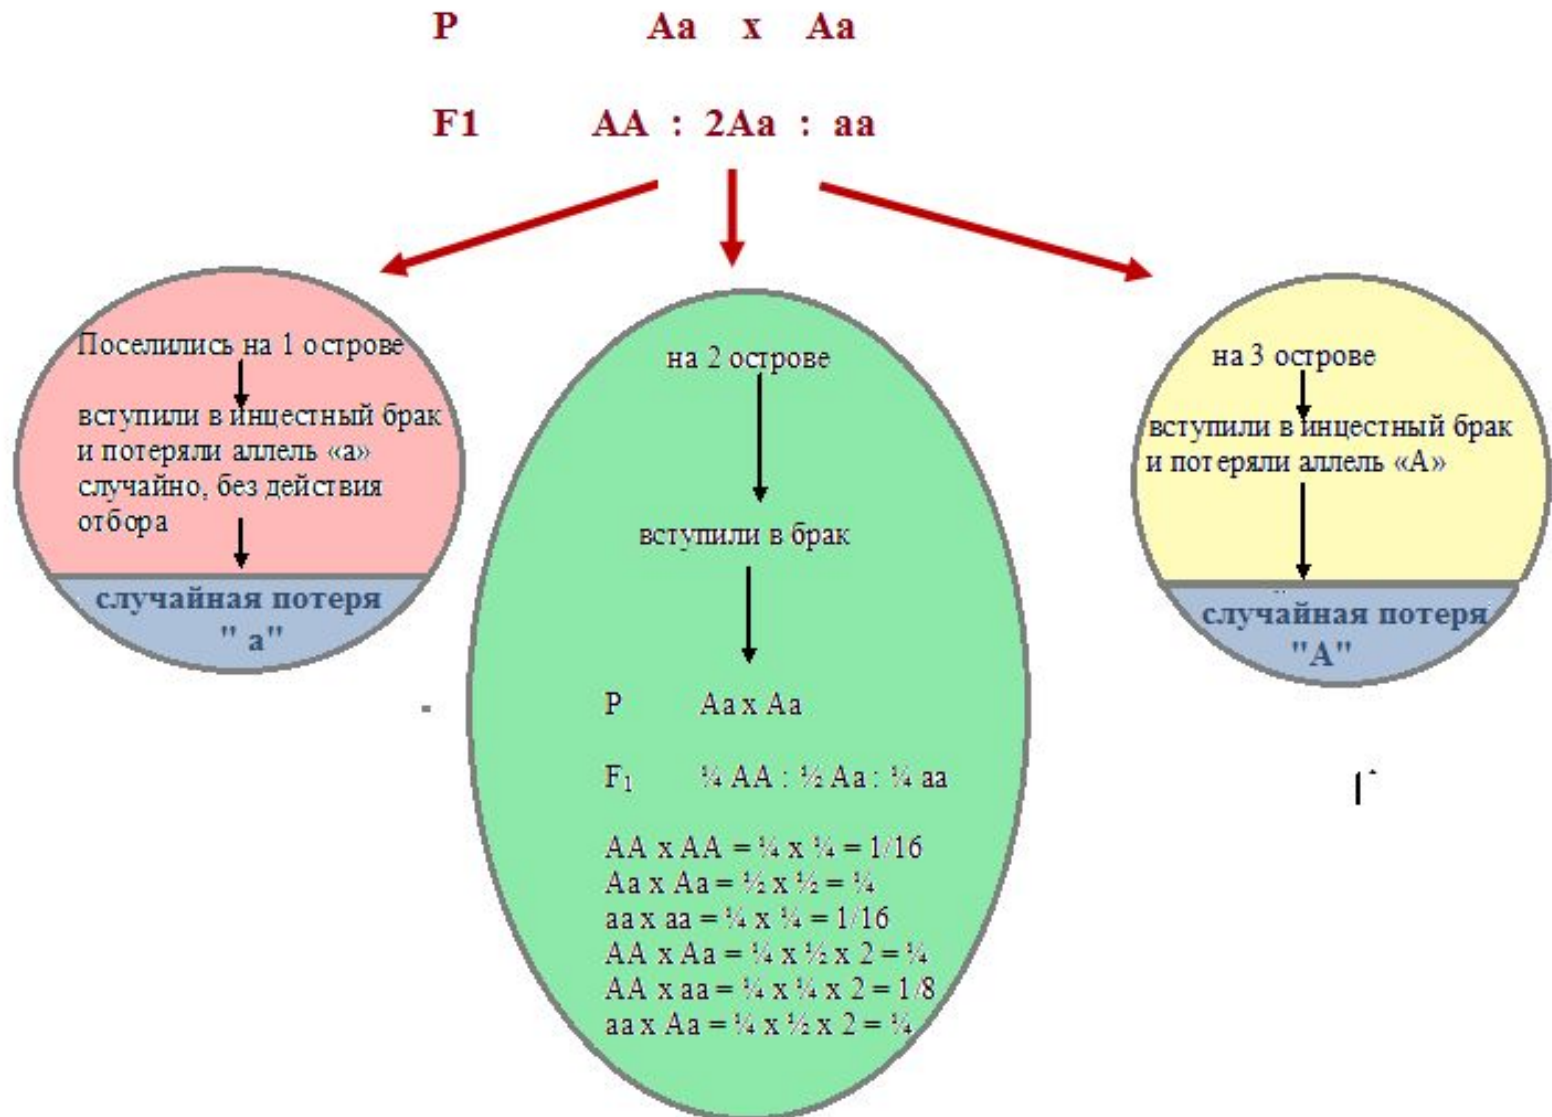 P Aa x Aa
F1 AA : 2Aa : aa
Поселились на 1 острове
вступили в инцестный брак
и потеряли аллель «а»
случайно, без действия
отбора
случайная потеря
" а"
на 2 острове
вступили в брак
P Aa x Aa
F₁ ¼ AA : ½ Aa : ¼ aa
AA x AA = ¼ x ¼ = 1/16
Aa x Aa = ½ x ½ = ¼
aa x aa = ¼ x ¼ = 1/16
AA x Aa = ¼ x ½ x 2 = ¼
AA x aa = ¼ x ¼ x 2 = 1/8
aa x Aa = ¼ x ½ x 2 = ¼
на 3 острове
вступили в инцестный брак
и потеряли аллель «А»
случайная потеря
"А"